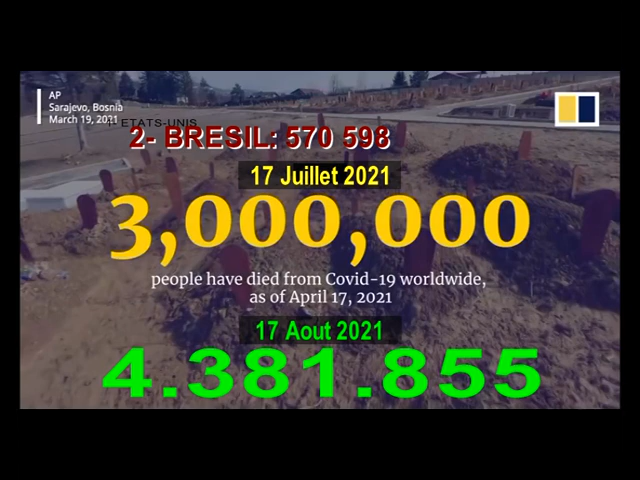 AP
Sarajevo, Bosnia
March 19, 2021
ETATS-UNIS
2- BRESIL: 570 598
17 Juillet 2021
3,000,000
people have died from Covid-19 worldwide,
as of April 17, 2021
17 Aout 2021
4.381.855